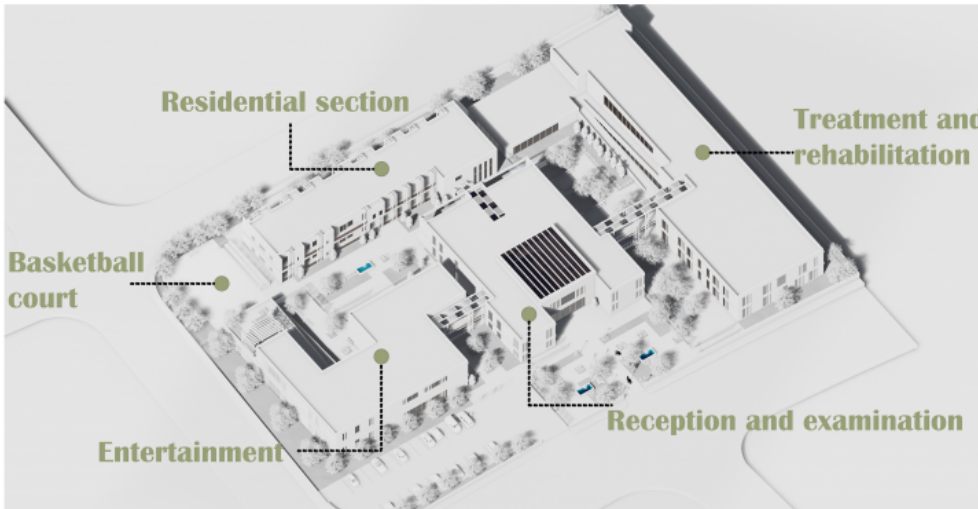 Residential section
Treatment and
rehabilitation
Basketball
court
Reception and examination
Entertainment